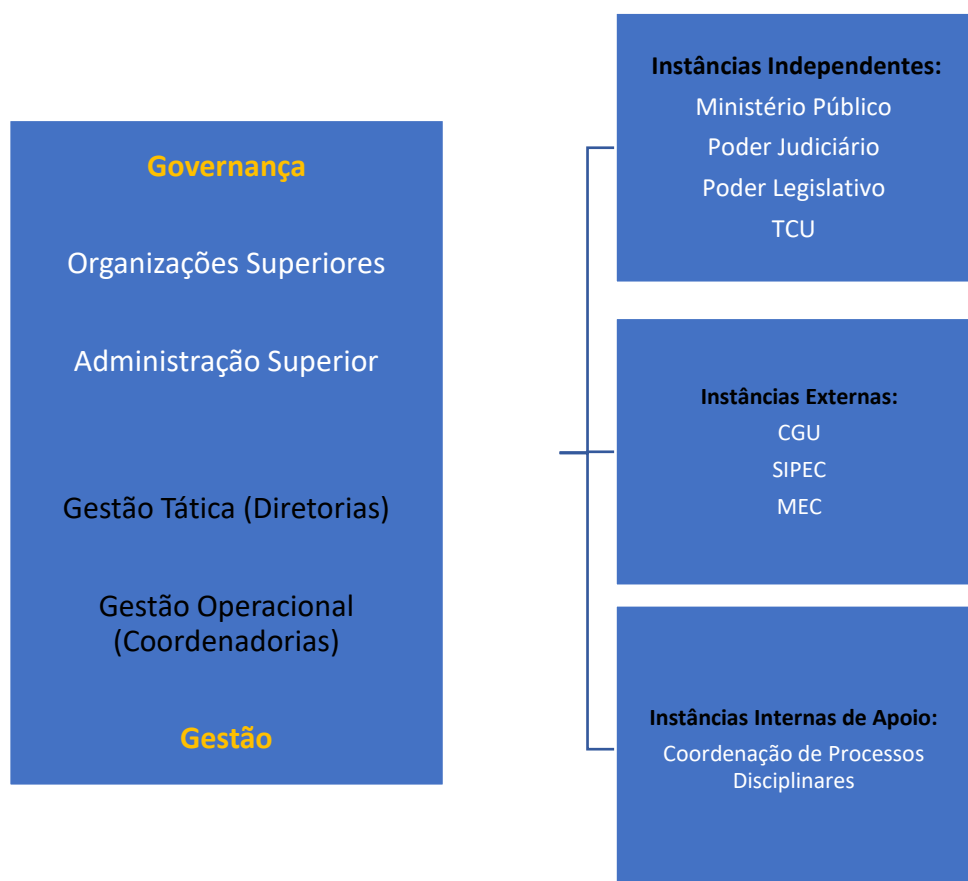 Governança
Organizações Superiores
Administração Superior
Gestão Tática (Diretorias)
Gestão Operacional
(Coordenadorias)
Gestão
Instâncias Independentes:
Ministério Público
Poder Judiciário
Poder Legislativo
TCU
Instâncias Externas:
CGU
SIPEC
MEC
Instâncias Internas de Apoio:
Coordenação de Processos
Disciplinares